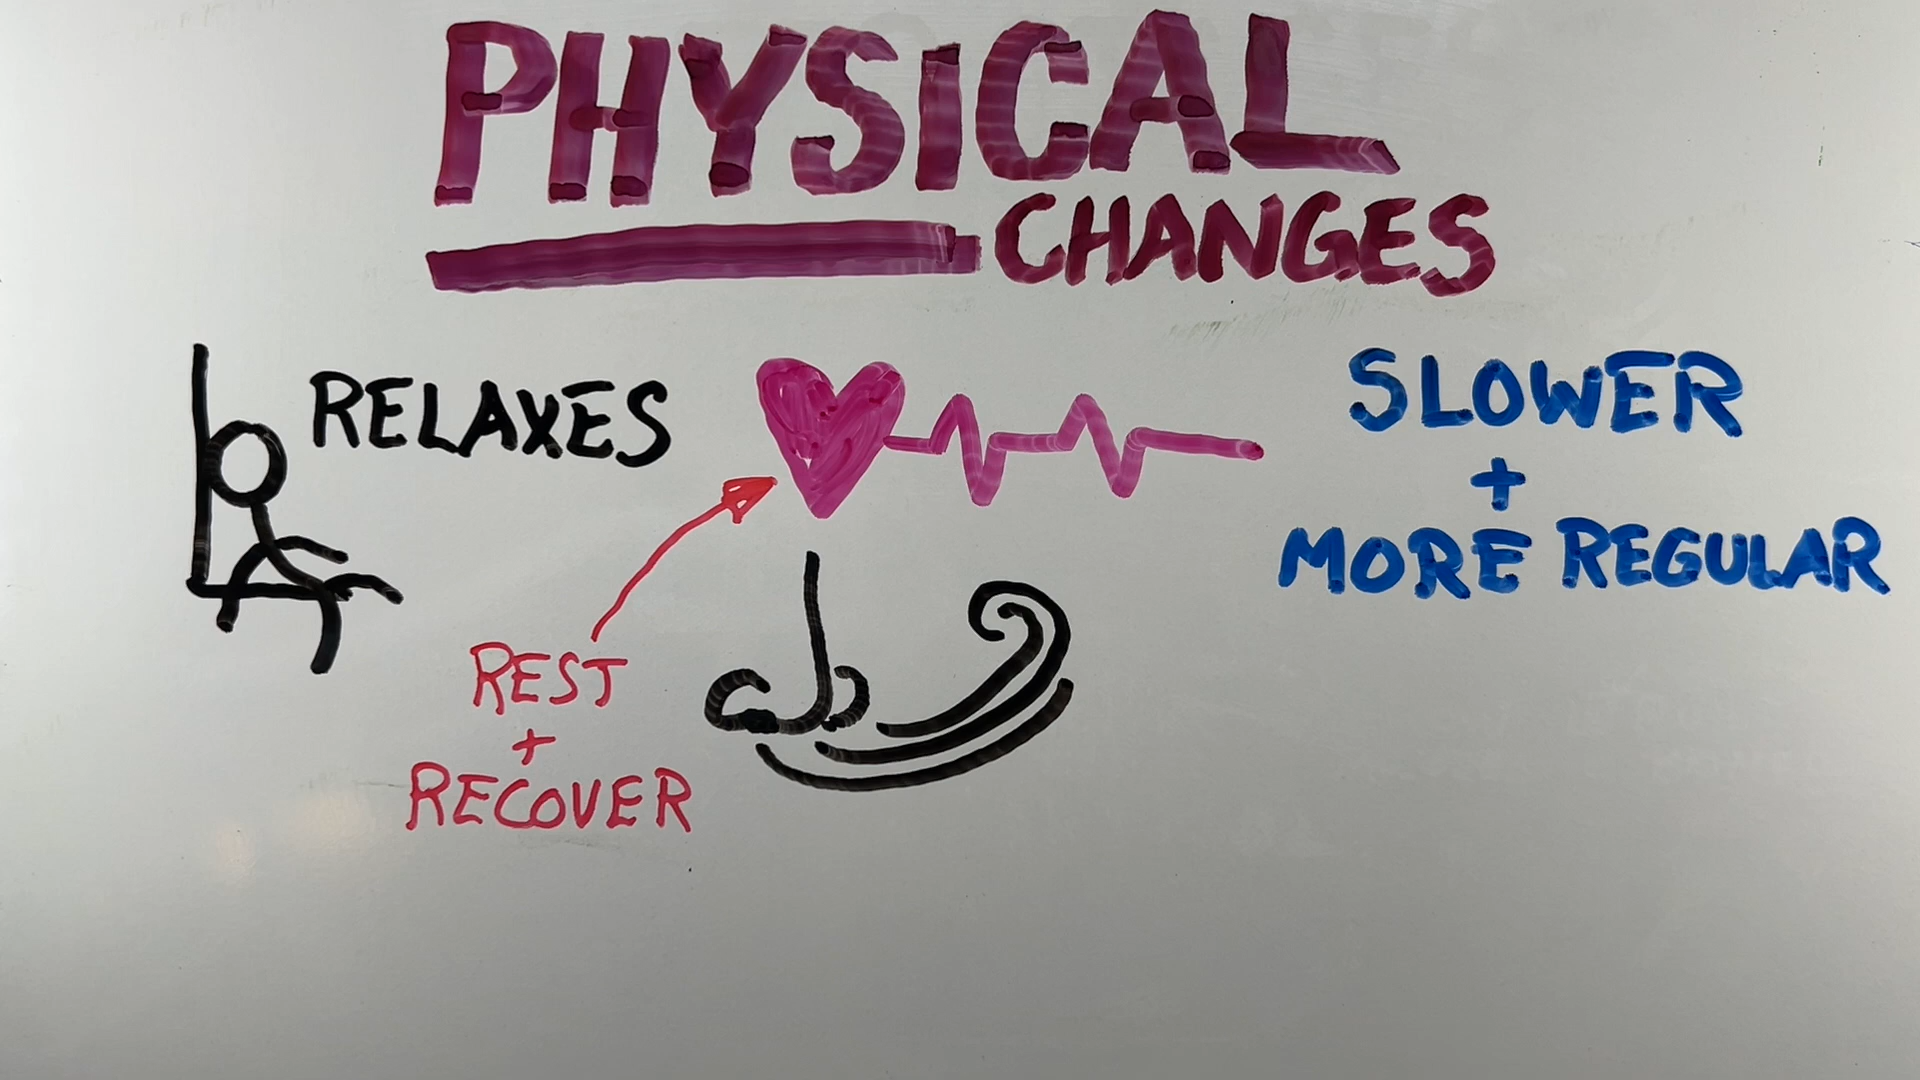 PHYSICAL
CHANGES
RELAXES
SLOWER
+
MORE REGULAR
REST
+
RECOVER